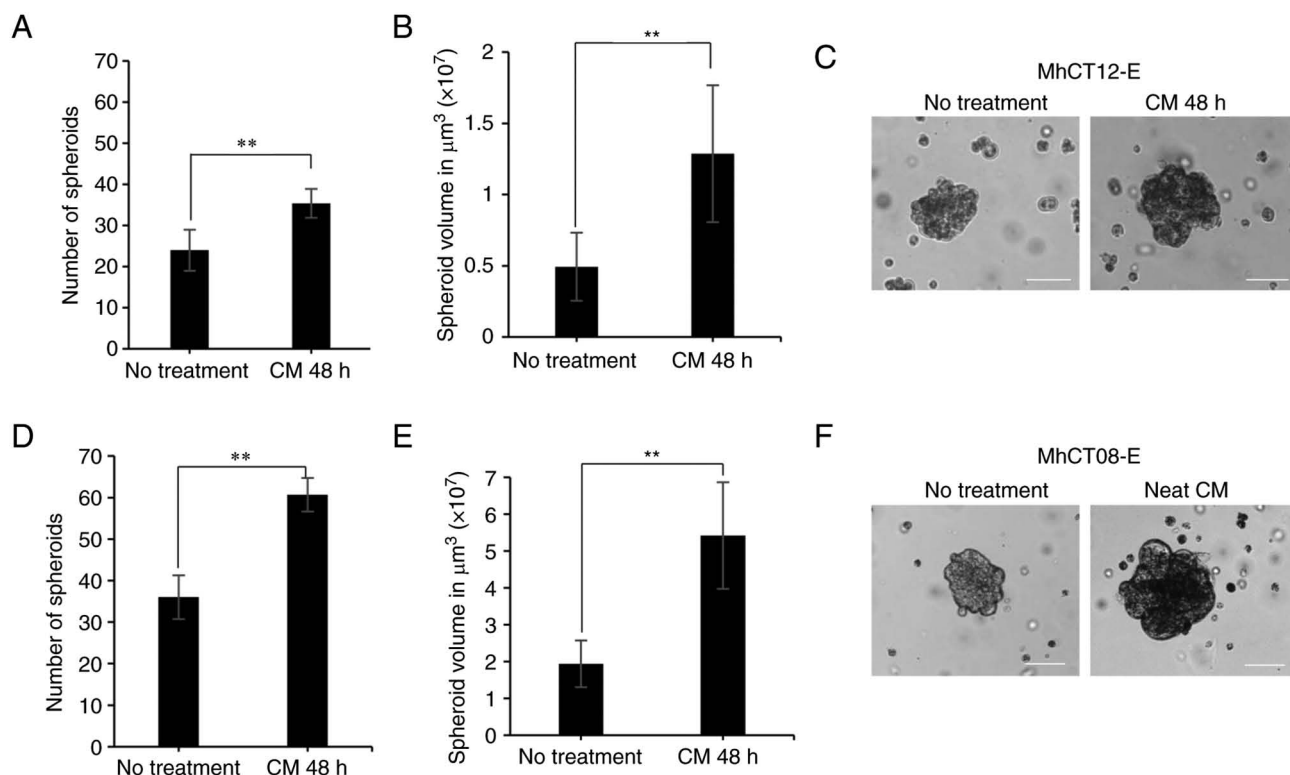 A
Number of spheroids
70
60
50
40
30
20
10
0
**
No treatment
CM 48 h
B
Spheroid volume in μm³ (×10⁷)
2
1.5
1
0.5
0
**
No treatment
CM 48 h
C
MhCT12-E
No treatment
CM 48 h
D
Number of spheroids
70
60
50
40
30
20
10
0
**
No treatment
CM 48 h
E
Spheroid volume in μm³ (×10⁷)
7
6
5
4
3
2
1
0
**
No treatment
CM 48 h
F
MhCT08-E
No treatment
Neat CM